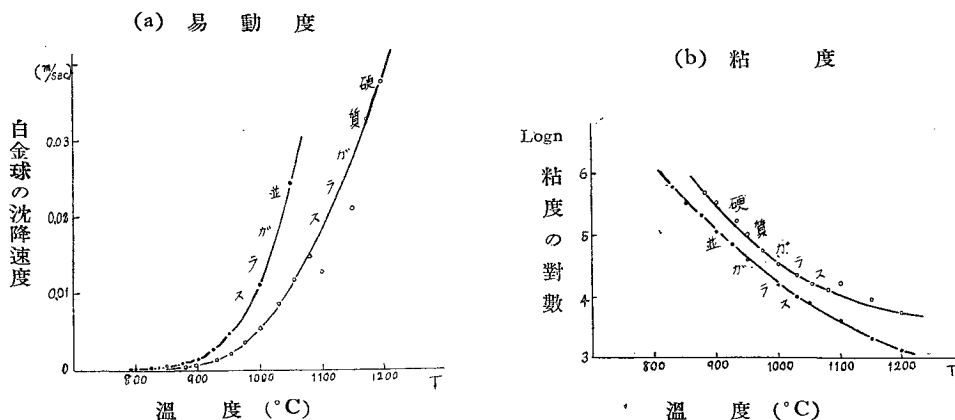 (a) 易動度
(m/sec)
白金球の沈降速度
0.03
0.02
0.01
0
800 900 1000 1100 1200 T
溫度 (°C)
並ガラス
硬質ガラス
(b) 粘度
Logn
粘度の對數
6
5
4
3
800 900 1000 1100 1200 T
溫度 (°C)
硬質ガラス
並ガラス